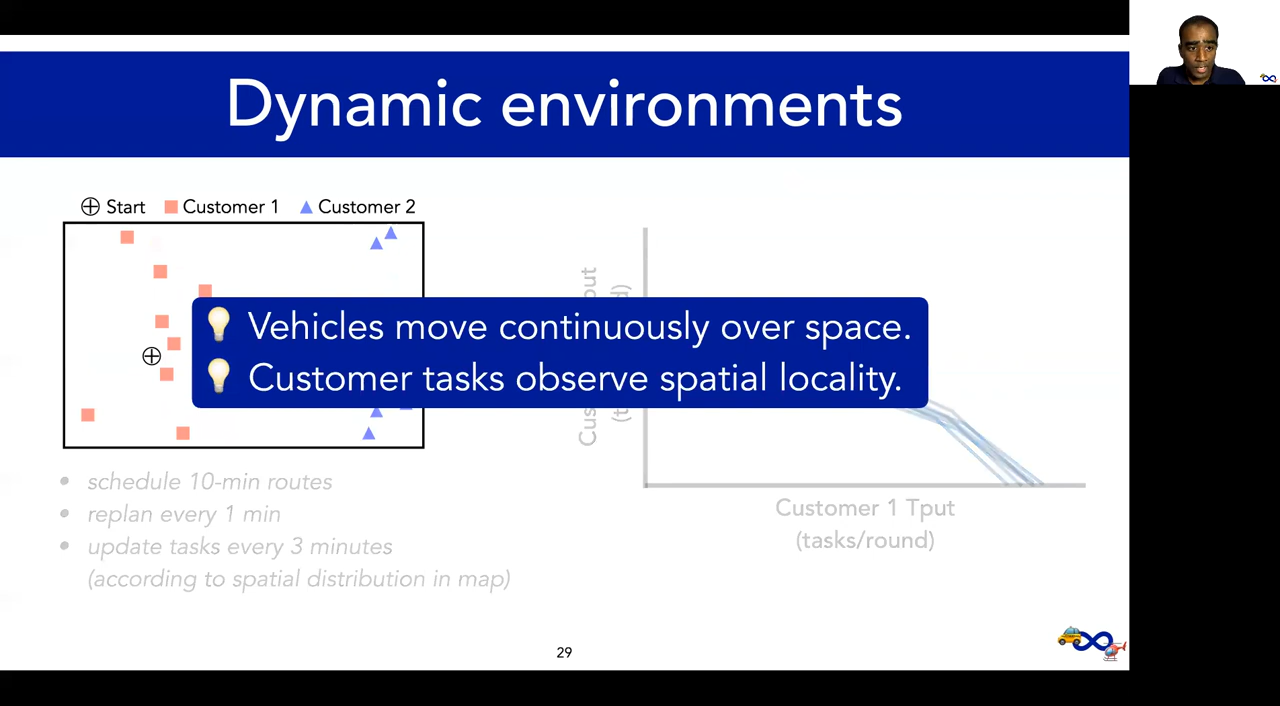 Dynamic environments
Start Customer 1 Customer 2
Vehicles move continuously over space.
Customer tasks observe spatial locality.
schedule 10-min routes
replan every 1 min
update tasks every 3 minutes
(according to spatial distribution in map)
Customer 1 Tput
(tasks/round)
29